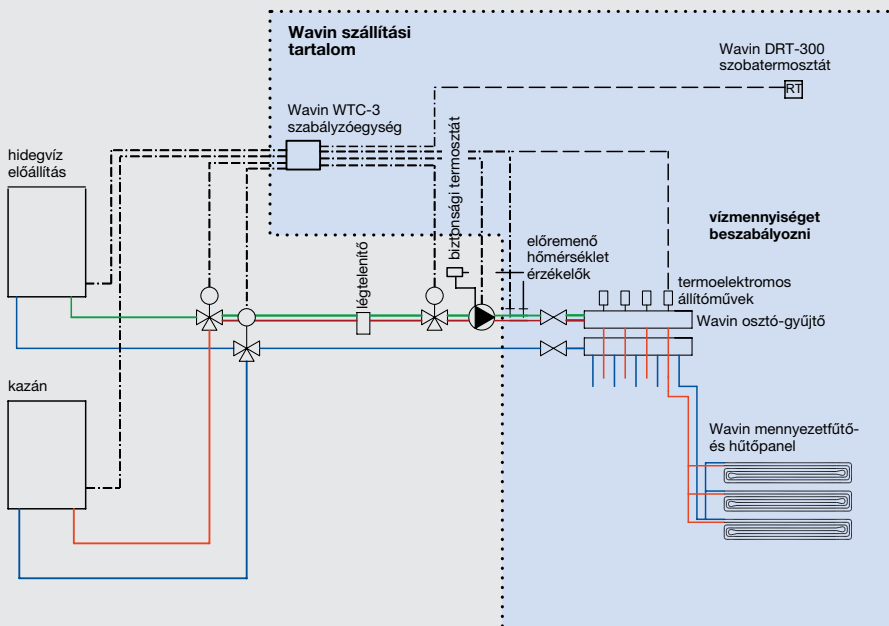 Wavin szállítási
tartalom
Wavin DRT-300
szobatermosztát
RT
Wavin WTC-3
szabályzóegység
biztonsági termosztát
hidegvíz
előállítás
vízmennyiséget
beszabályozni
előremenő
hőmérséklet
érzékelők
légtelenítő
termoelektromos
állítóművek
Wavin osztó-gyűjtő
kazán
Wavin mennyezetfűtő-
és hűtőpanel